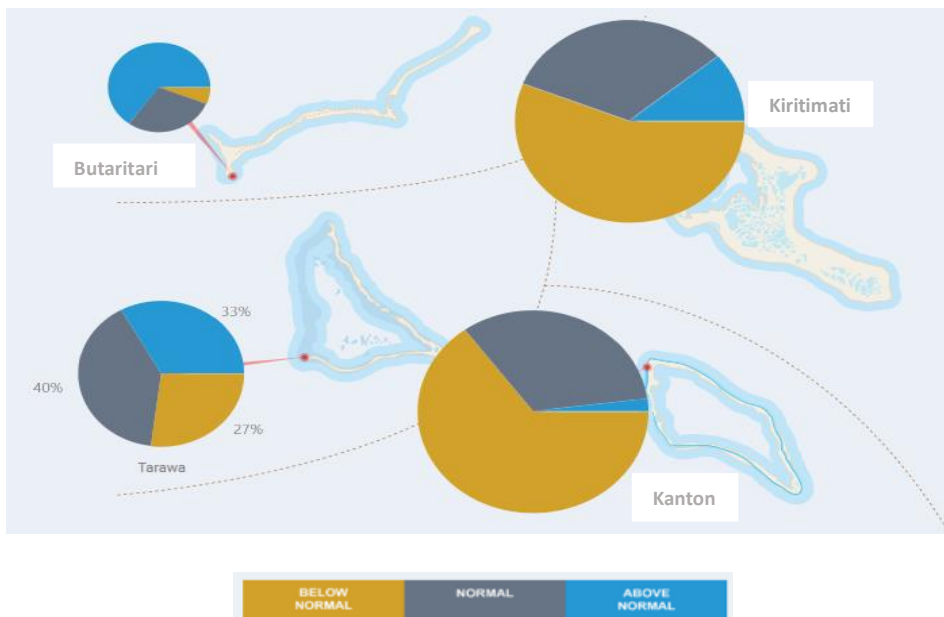 Kiritimati
Butaritari
33%
40%
27%
Tarawa
Kanton
BELOW
NORMAL
NORMAL
ABOVE
NORMAL